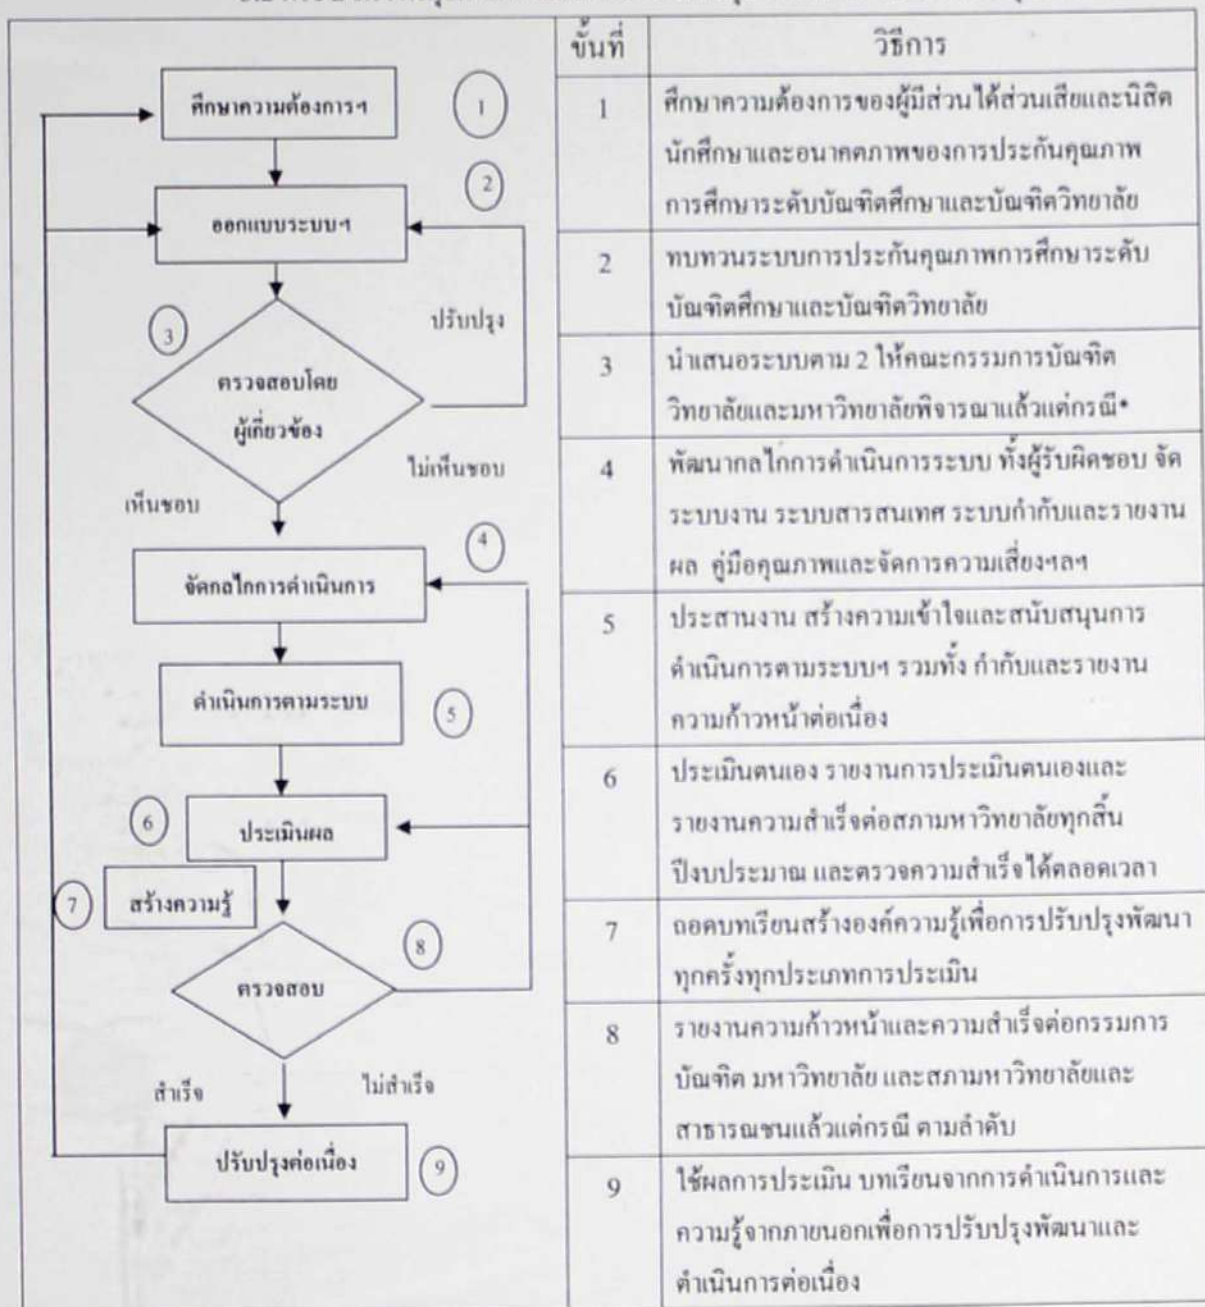 ศึกษาความต้องการฯ
1
2
ออกแบบระบบฯ
3
ปรับปรุง
ตรวจสอบโดย
ผู้เกี่ยวข้อง
ไม่เห็นชอบ
เห็นชอบ
4
จัดกลไกการดำเนินการ
ดำเนินการตามระบบ
5
6
ประเมินผล
7
สร้างความรู้
8
ตรวจสอบ
สำเร็จ
ไม่สำเร็จ
ปรับปรุงต่อเนื่อง
9
ขั้นที่
วิธีการ
1
ศึกษาความต้องการของผู้มีส่วนได้ส่วนเสียและนิสิต
นักศึกษาและอนาคตภาพของการประกันคุณภาพ
การศึกษาระดับบัณฑิตศึกษาและบัณฑิตวิทยาลัย
2
ทบทวนระบบการประกันคุณภาพการศึกษาระดับ
บัณฑิตศึกษาและบัณฑิตวิทยาลัย
3
นำเสนอระบบตาม 2 ให้คณะกรรมการบัณฑิต
วิทยาลัยและมหาวิทยาลัยพิจารณาแล้วแต่กรณี*
4
พัฒนากลไกการดำเนินการระบบ ทั้งผู้รับผิดชอบ จัด
ระบบงาน ระบบสารสนเทศ ระบบกำกับและรายงาน
ผล คู่มือคุณภาพและจัดการความเสี่ยงฯลฯ
5
ประสานงาน สร้างความเข้าใจและสนับสนุนการ
ดำเนินการตามระบบฯ รวมทั้ง กำกับและรายงาน
ความก้าวหน้าต่อเนื่อง
6
ประเมินตนเอง รายงานการประเมินตนเองและ
รายงานความสำเร็จต่อสภามหาวิทยาลัยทุกสิ้น
ปีงบประมาณ และตรวจความสำเร็จได้ตลอดเวลา
7
ถอดบทเรียนสร้างองค์ความรู้เพื่อการปรับปรุงพัฒนา
ทุกครั้งทุกประเภทการประเมิน
8
รายงานความก้าวหน้าและความสำเร็จต่อกรรมการ
บัณฑิต มหาวิทยาลัย และสภามหาวิทยาลัยและ
สาธารณชนแล้วแต่กรณี ตามลำดับ
9
ใช้ผลการประเมิน บทเรียนจากการดำเนินการและ
ความรู้จากภายนอกเพื่อการปรับปรุงพัฒนาและ
ดำเนินการต่อเนื่อง